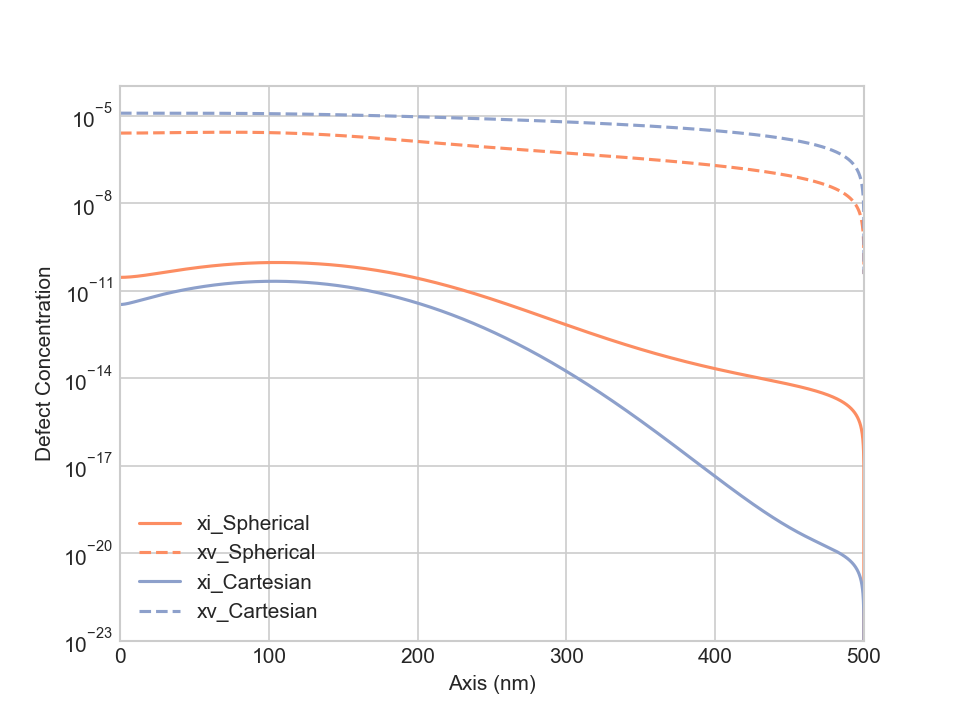 10⁻⁵
10⁻⁸
10⁻¹¹
10⁻¹⁴
10⁻¹⁷
10⁻²⁰
10⁻²³
Defect Concentration
xi_Spherical
xv_Spherical
xi_Cartesian
xv_Cartesian
0 100 200 300 400 500
Axis (nm)